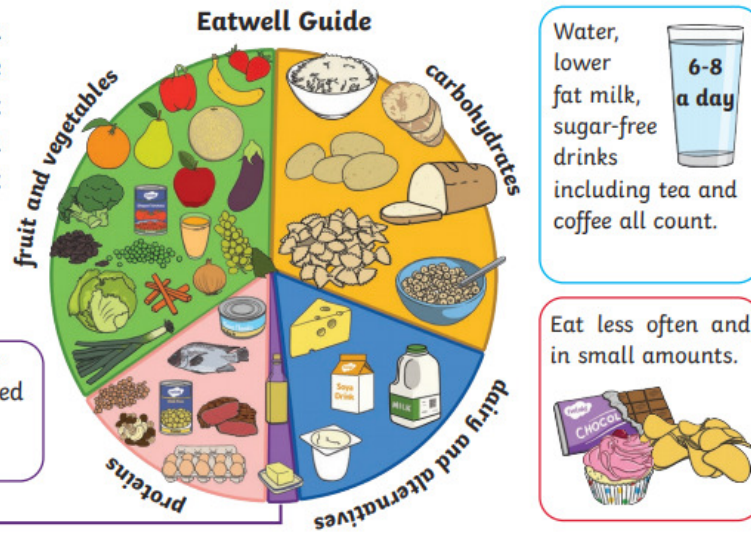 Eatwell Guide
fruit and vegetables
carbohydrates
proteins
dairy and alternatives
Soya
Drink
MILK
ed
Water,
lower
fat milk,
sugar-free
drinks
including tea and
coffee all count.
6-8
a day
Eat less often and
in small amounts.
twinkl
CHOCOL